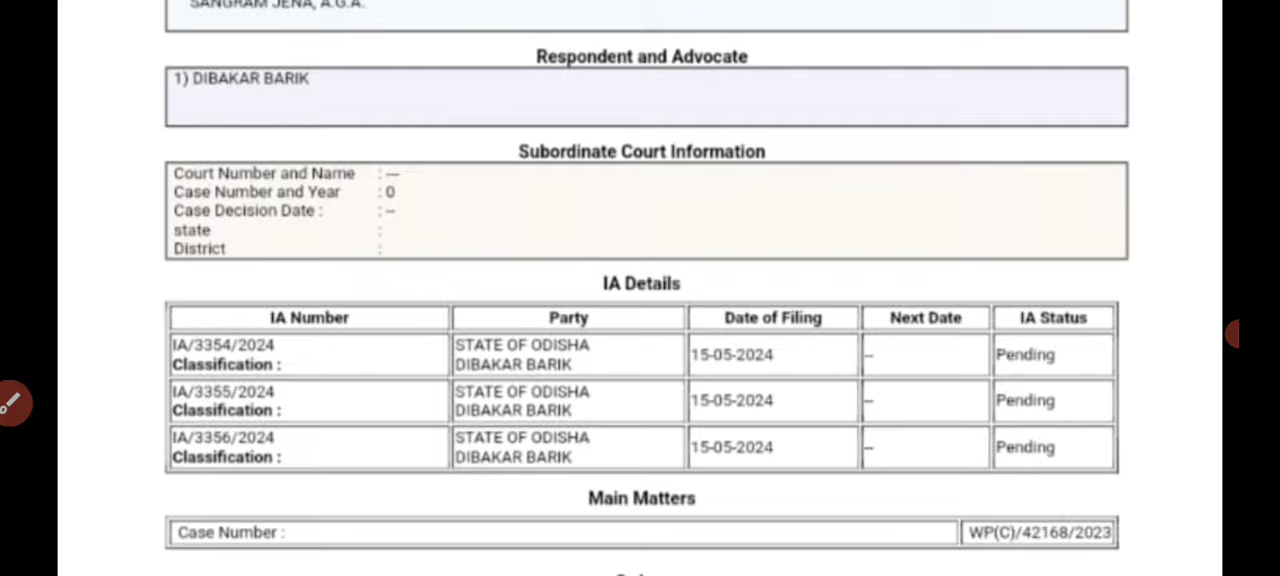 SANGRAM JENA, A.G.A.
Respondent and Advocate
1) DIBAKAR BARIK
Subordinate Court Information
Court Number and Name : --
Case Number and Year : 0
Case Decision Date : : --
state :
District :
IA Details
IA Number Party Date of Filing Next Date IA Status
IA/3354/2024 STATE OF ODISHA
Classification : DIBAKAR BARIK 15-05-2024 -- Pending
IA/3355/2024 STATE OF ODISHA
Classification : DIBAKAR BARIK 15-05-2024 -- Pending
IA/3356/2024 STATE OF ODISHA
Classification : DIBAKAR BARIK 15-05-2024 -- Pending
Main Matters
Case Number : WP(C)/42168/2023